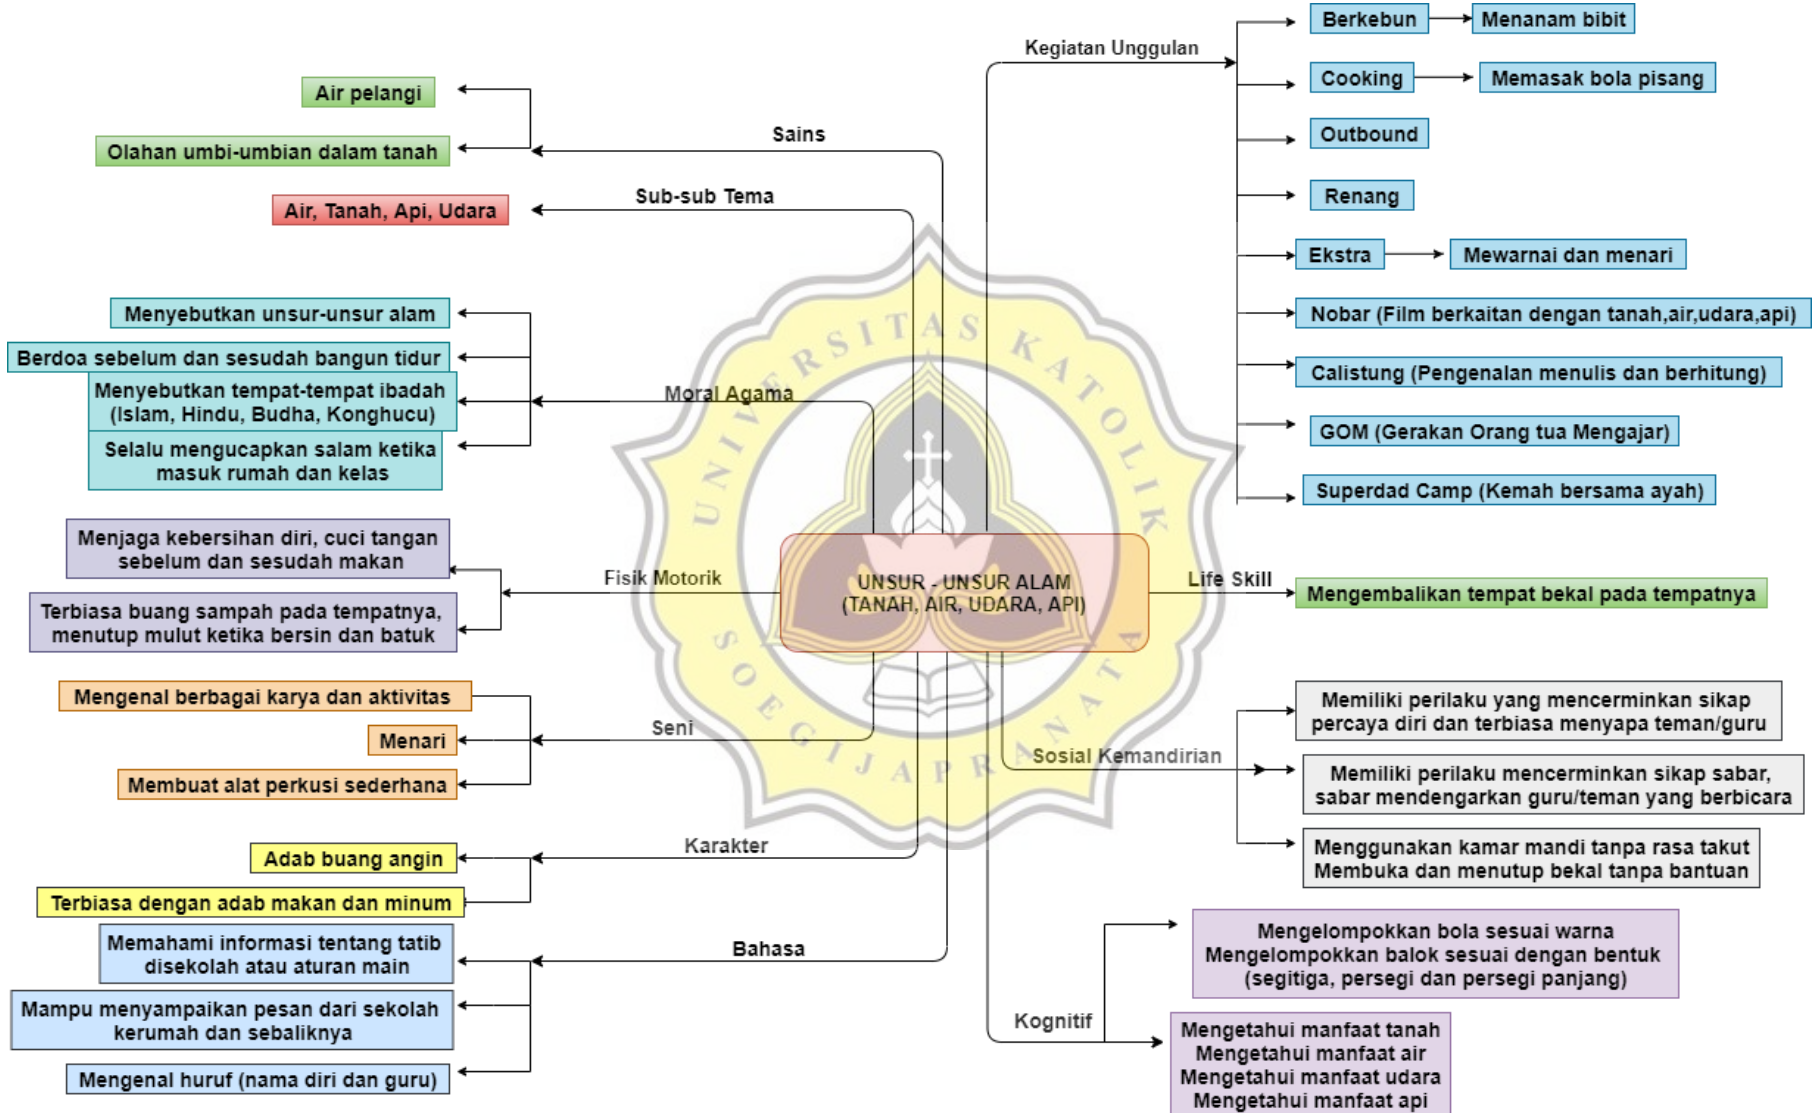 Kegiatan Unggulan
Berkebun
Menanam bibit
Cooking
Memasak bola pisang
Outbound
Renang
Ekstra
Mewarnai dan menari
Nobar (Film berkaitan dengan tanah,air,udara,api)
Calistung (Pengenalan menulis dan berhitung)
GOM (Gerakan Orang tua Mengajar)
Superdad Camp (Kemah bersama ayah)
Sains
Air pelangi
Olahan umbi-umbian dalam tanah
Sub-sub Tema
Air, Tanah, Api, Udara
Moral Agama
Menyebutkan unsur-unsur alam
Berdoa sebelum dan sesudah bangun tidur
Menyebutkan tempat-tempat ibadah
(Islam, Hindu, Budha, Konghucu)
Selalu mengucapkan salam ketika
masuk rumah dan kelas
Fisik Motorik
Menjaga kebersihan diri, cuci tangan
sebelum dan sesudah makan
Terbiasa buang sampah pada tempatnya,
menutup mulut ketika bersin dan batuk
UNIVERSITAS KATOLIK
SOEGIJAPRANATA
UNSUR - UNSUR ALAM
(TANAH, AIR, UDARA, API)
Life Skill
Mengembalikan tempat bekal pada tempatnya
Seni
Mengenal berbagai karya dan aktivitas
Menari
Membuat alat perkusi sederhana
Karakter
Adab buang angin
Terbiasa dengan adab makan dan minum
Bahasa
Memahami informasi tentang tatib
disekolah atau aturan main
Mampu menyampaikan pesan dari sekolah
kerumah dan sebaliknya
Mengenal huruf (nama diri dan guru)
Sosial Kemandirian
Memiliki perilaku yang mencerminkan sikap
percaya diri dan terbiasa menyapa teman/guru
Memiliki perilaku mencerminkan sikap sabar,
sabar mendengarkan guru/teman yang berbicara
Menggunakan kamar mandi tanpa rasa takut
Membuka dan menutup bekal tanpa bantuan
Kognitif
Mengelompokkan bola sesuai warna
Mengelompokkan balok sesuai dengan bentuk
(segitiga, persegi dan persegi panjang)
Mengetahui manfaat tanah
Mengetahui manfaat air
Mengetahui manfaat udara
Mengetahui manfaat api